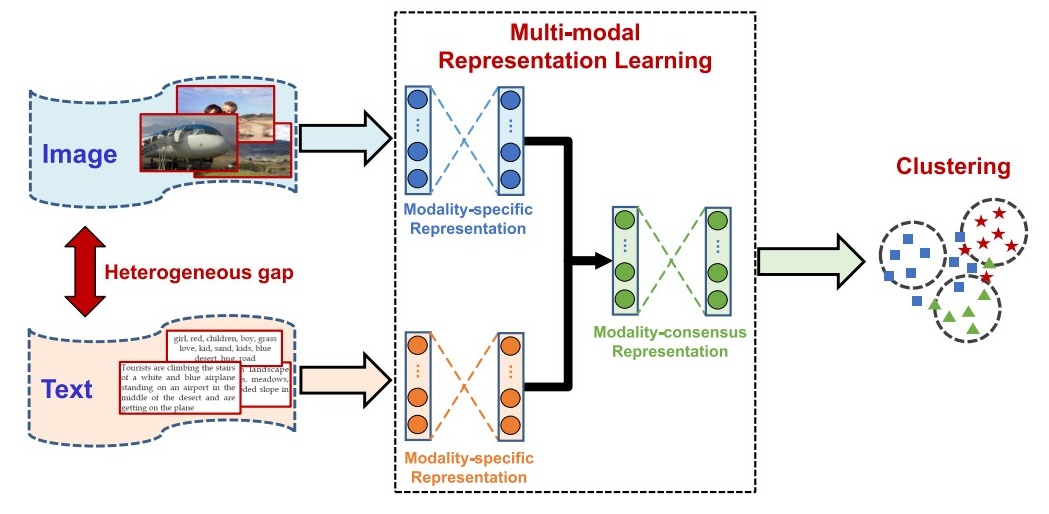 Multi-modal
Representation Learning
Image
Modality-specific
Representation
Heterogeneous gap
Text
girl, red, children, boy, grass
love, kid, sand, kids, blue
desert, hug, road
Tourists are climbing the stairs
of a white and blue airplane
standing on an airport in the
middle of the desert and are
getting on the plane
landscape
meadows,
slope in
Modality-specific
Representation
Modality-consensus
Representation
Clustering